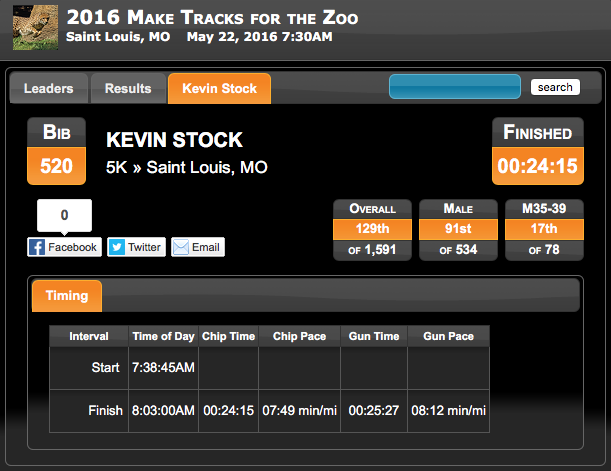 2016 Make Tracks for the Zoo
Saint Louis, MO May 22, 2016 7:30AM
Leaders Results Kevin Stock search
Bib
520
KEVIN STOCK
5K » Saint Louis, MO
Finished
00:24:15
0
Facebook Twitter Email
Overall
129th
of 1,591
Male
91st
of 534
M35-39
17th
of 78
Timing
Interval Time of Day Chip Time Chip Pace Gun Time Gun Pace
Start 7:38:45AM
Finish 8:03:00AM 00:24:15 07:49 min/mi 00:25:27 08:12 min/mi